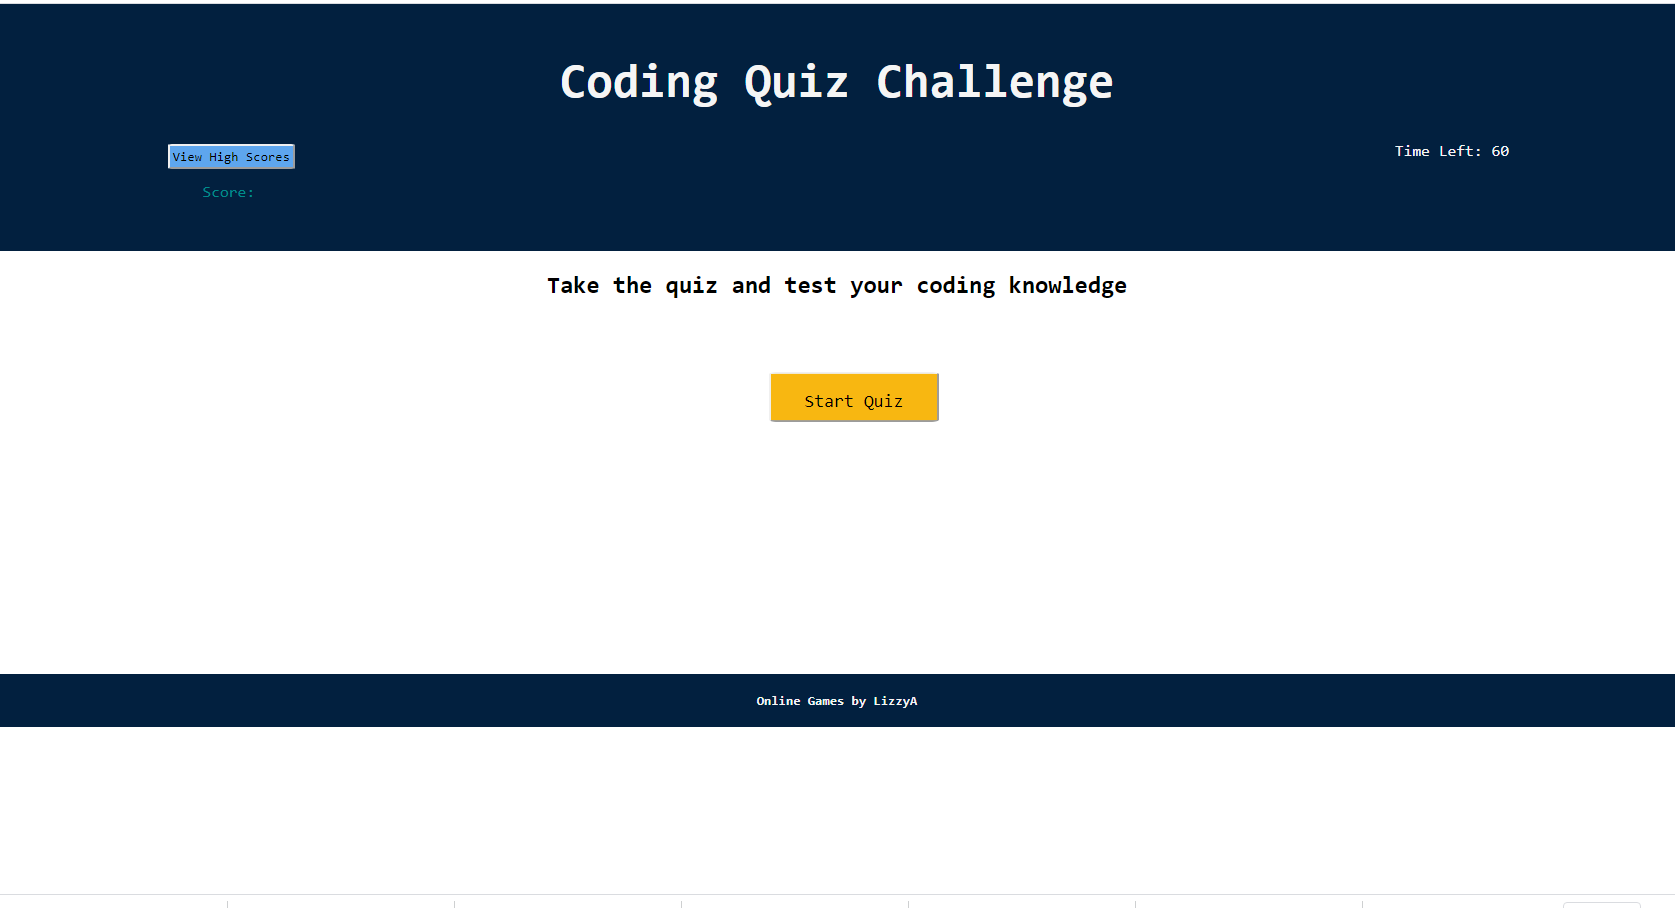 Coding Quiz Challenge
View High Scores
Time Left: 60
Score:
Take the quiz and test your coding knowledge
Start Quiz
Online Games by LizzyA